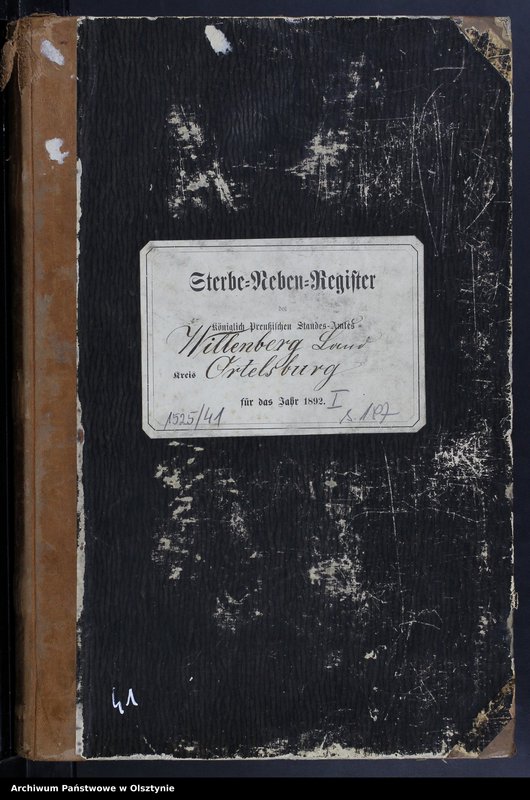 Sterbe-Neben-Register
des
Königlich Preußischen Standes-Amtes
Wittenberg Land
Kreis Ortelsburg
für das Jahr 1892. I
1525/41 s. 187
41
Archiwum Państwowe w Olsztynie